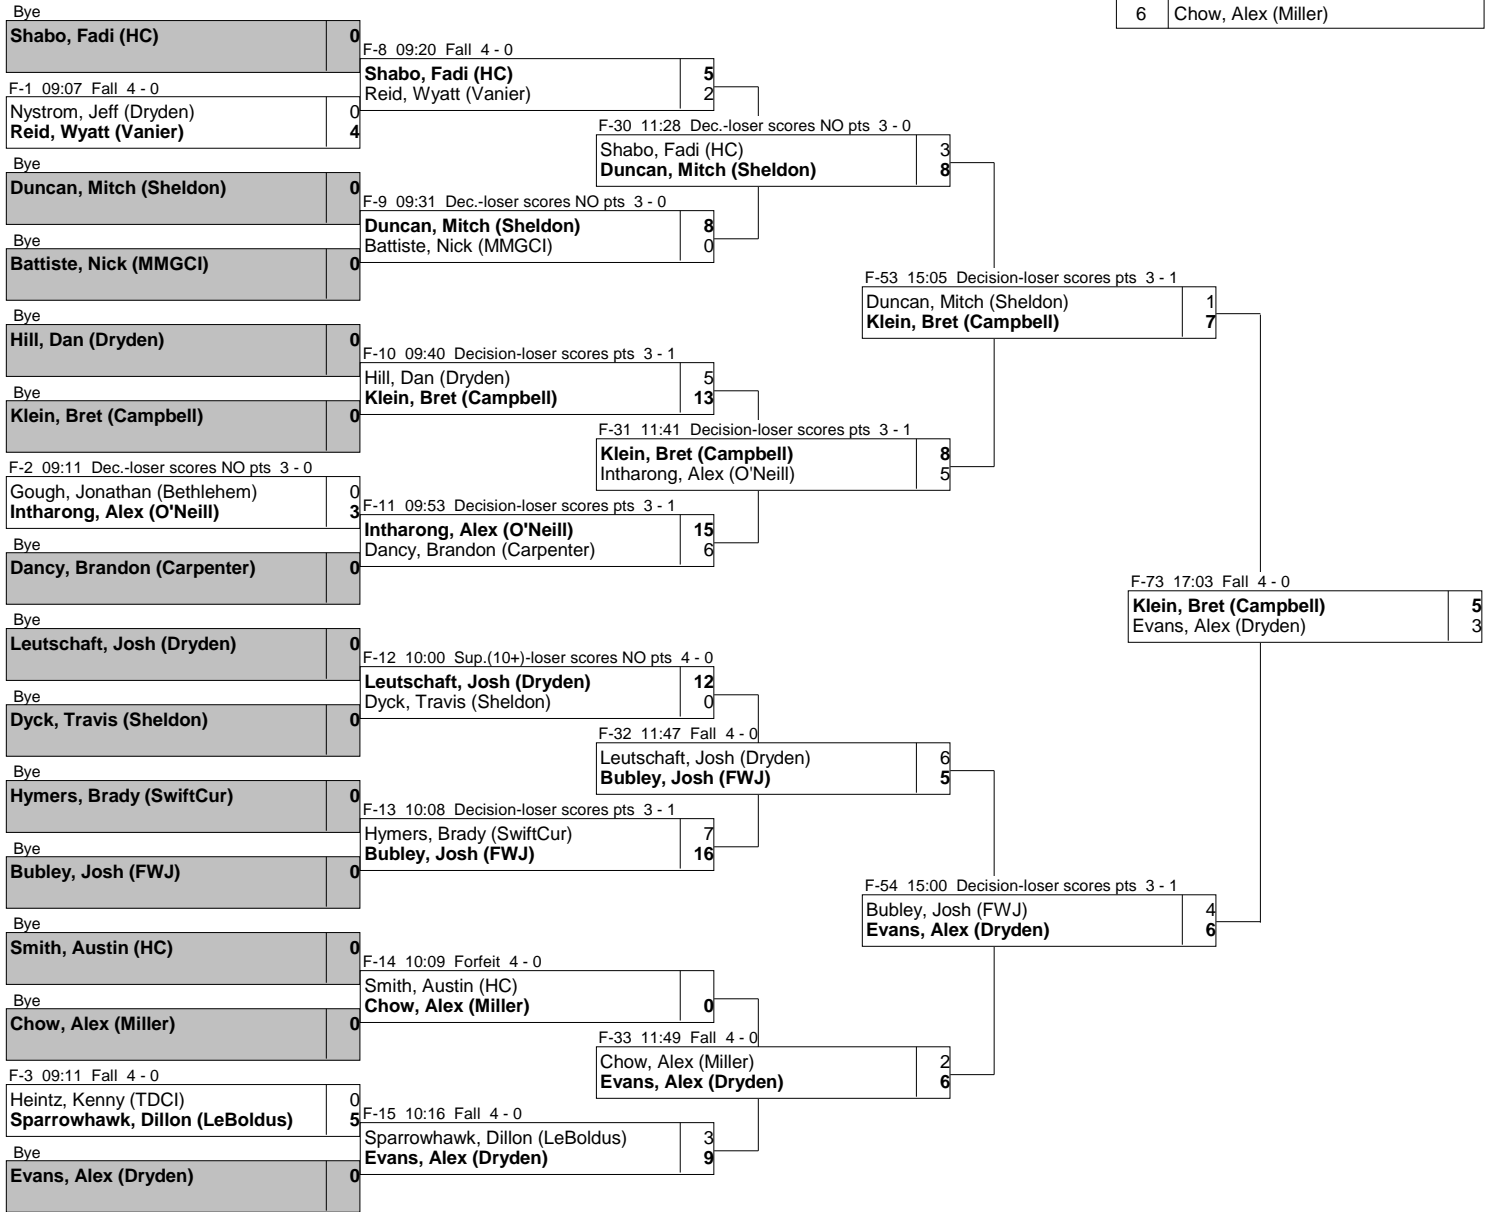 6 Chow, Alex (Miller)
Bye
Shabo, Fadi (HC) 0
F-1 09:07 Fall 4 - 0
Nystrom, Jeff (Dryden) 0
Reid, Wyatt (Vanier) 4
Bye
Duncan, Mitch (Sheldon) 0
Bye
Battiste, Nick (MMGCI) 0
Bye
Hill, Dan (Dryden) 0
Bye
Klein, Bret (Campbell) 0
F-2 09:11 Dec.-loser scores NO pts 3 - 0
Gough, Jonathan (Bethlehem) 0
Intharong, Alex (O'Neill) 3
Bye
Dancy, Brandon (Carpenter) 0
Bye
Leutschaft, Josh (Dryden) 0
Bye
Dyck, Travis (Sheldon) 0
Bye
Hymers, Brady (SwiftCur) 0
Bye
Bubley, Josh (FWJ) 0
Bye
Smith, Austin (HC) 0
Bye
Chow, Alex (Miller) 0
F-3 09:11 Fall 4 - 0
Heintz, Kenny (TDCI) 0
Sparrowhawk, Dillon (LeBoldus) 5
Bye
Evans, Alex (Dryden) 0
F-8 09:20 Fall 4 - 0
Shabo, Fadi (HC) 5
Reid, Wyatt (Vanier) 2
F-9 09:31 Dec.-loser scores NO pts 3 - 0
Duncan, Mitch (Sheldon) 8
Battiste, Nick (MMGCI) 0
F-10 09:40 Decision-loser scores pts 3 - 1
Hill, Dan (Dryden) 5
Klein, Bret (Campbell) 13
F-11 09:53 Decision-loser scores pts 3 - 1
Intharong, Alex (O'Neill) 15
Dancy, Brandon (Carpenter) 6
F-12 10:00 Sup.(10+)-loser scores NO pts 4 - 0
Leutschaft, Josh (Dryden) 12
Dyck, Travis (Sheldon) 0
F-13 10:08 Decision-loser scores pts 3 - 1
Hymers, Brady (SwiftCur) 7
Bubley, Josh (FWJ) 16
F-14 10:09 Forfeit 4 - 0
Smith, Austin (HC)
Chow, Alex (Miller) 0
F-15 10:16 Fall 4 - 0
Sparrowhawk, Dillon (LeBoldus) 3
Evans, Alex (Dryden) 9
F-30 11:28 Dec.-loser scores NO pts 3 - 0
Shabo, Fadi (HC) 3
Duncan, Mitch (Sheldon) 8
F-31 11:41 Decision-loser scores pts 3 - 1
Klein, Bret (Campbell) 8
Intharong, Alex (O'Neill) 5
F-32 11:47 Fall 4 - 0
Leutschaft, Josh (Dryden) 6
Bubley, Josh (FWJ) 5
F-33 11:49 Fall 4 - 0
Chow, Alex (Miller) 2
Evans, Alex (Dryden) 6
F-53 15:05 Decision-loser scores pts 3 - 1
Duncan, Mitch (Sheldon) 1
Klein, Bret (Campbell) 7
F-54 15:00 Decision-loser scores pts 3 - 1
Bubley, Josh (FWJ) 4
Evans, Alex (Dryden) 6
F-73 17:03 Fall 4 - 0
Klein, Bret (Campbell) 5
Evans, Alex (Dryden) 3